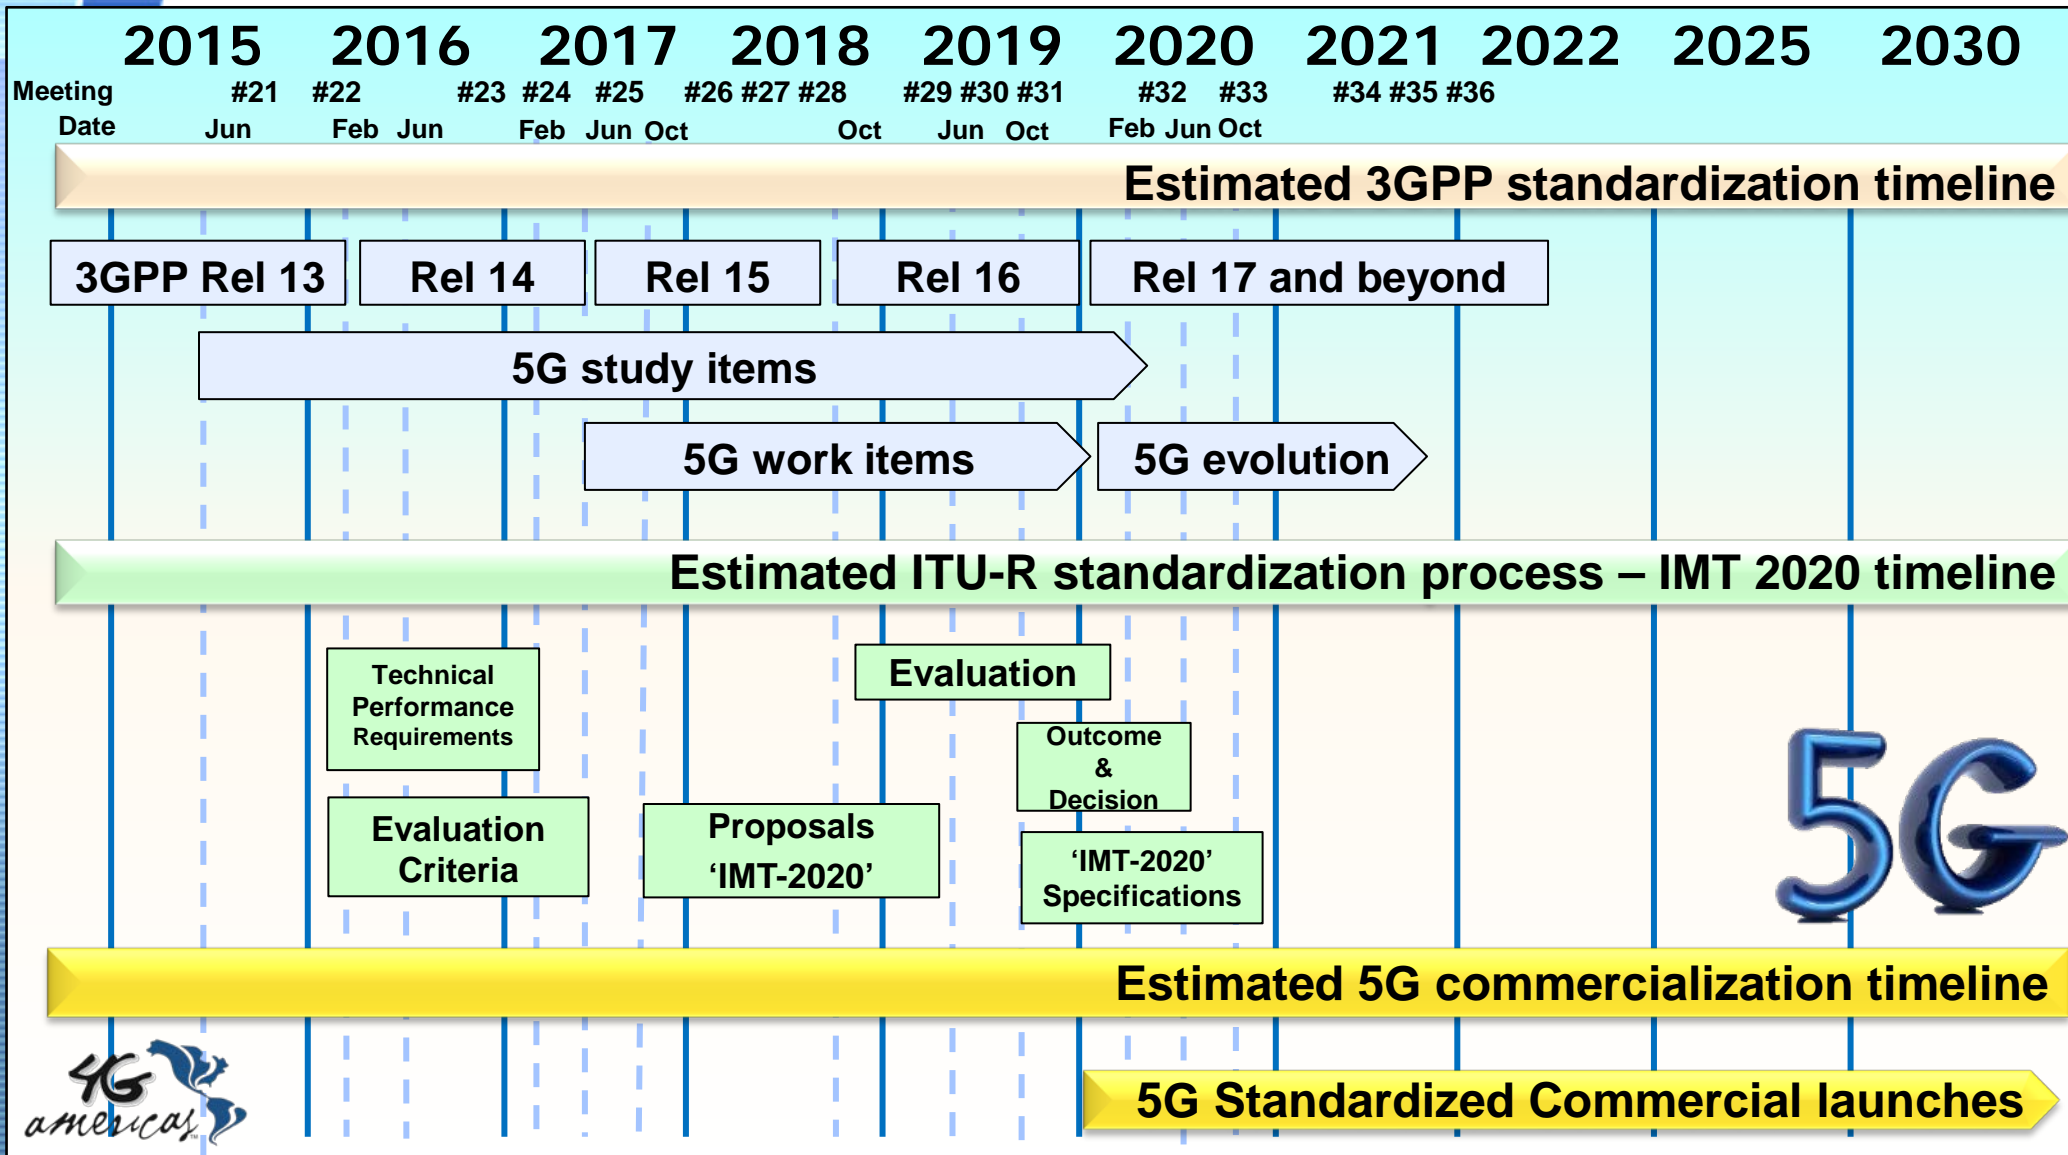 2015 2016 2017 2018 2019 2020 2021 2022 2025 2030
Meeting #21 #22 #23 #24 #25 #26 #27 #28 #29 #30 #31 #32 #33 #34 #35 #36
Date Jun Feb Jun Feb Jun Oct Oct Jun Oct Feb Jun Oct
Estimated 3GPP standardization timeline
3GPP Rel 13 Rel 14 Rel 15 Rel 16 Rel 17 and beyond
5G study items
5G work items 5G evolution
Estimated ITU-R standardization process – IMT 2020 timeline
Technical
Performance
Requirements
Evaluation
Outcome
&
Decision
Evaluation
Criteria
Proposals
‘IMT-2020’
‘IMT-2020’
Specifications
5G
Estimated 5G commercialization timeline
4G
americas™
5G Standardized Commercial launches